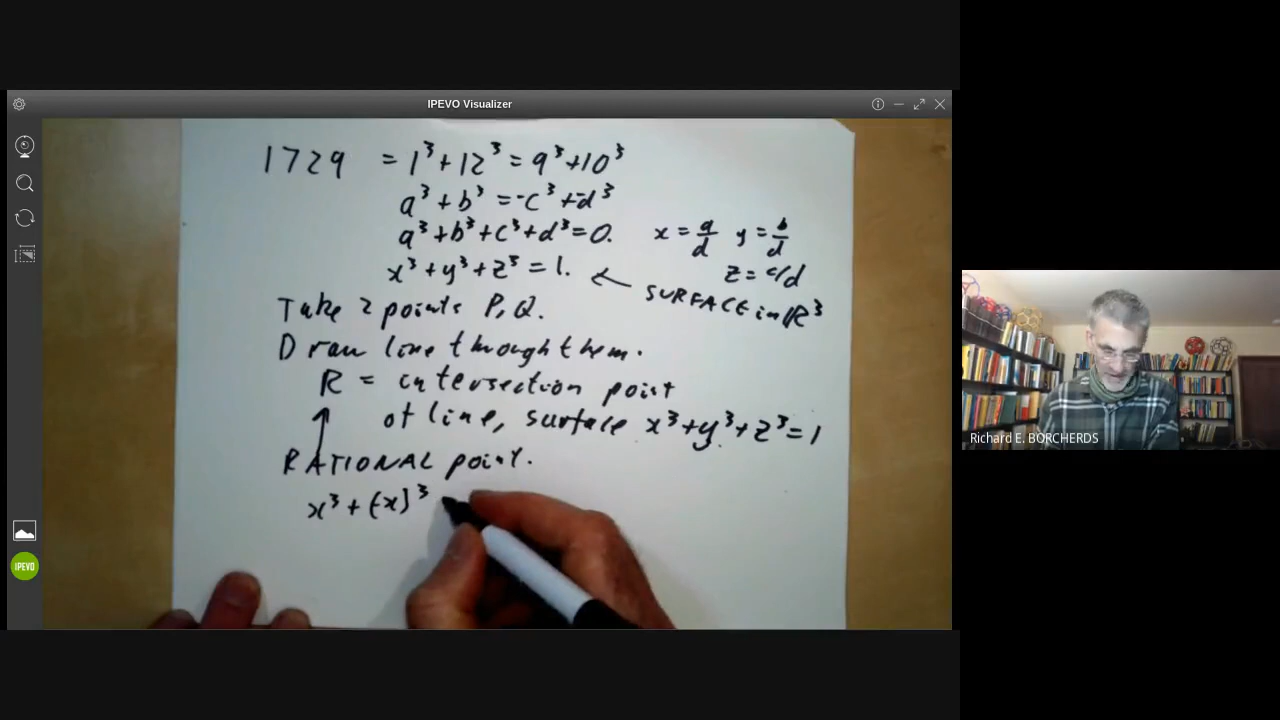 IPEVO Visualizer
1729 = 1³+12³ = 9³+10³
a³+b³ = -c³+-d³
a³+b³+c³+d³=0. x = a/d y = b/d
x³+y³+z³=1. ← z = c/d
SURFACE in ℝ³
Take 2 points P, Q.
Draw line through them.
R = intersection point
of line, surface x³+y³+z³=1
↑
RATIONAL point.
x³+(-x)³
IPEVO
Richard E. BORCHERDS